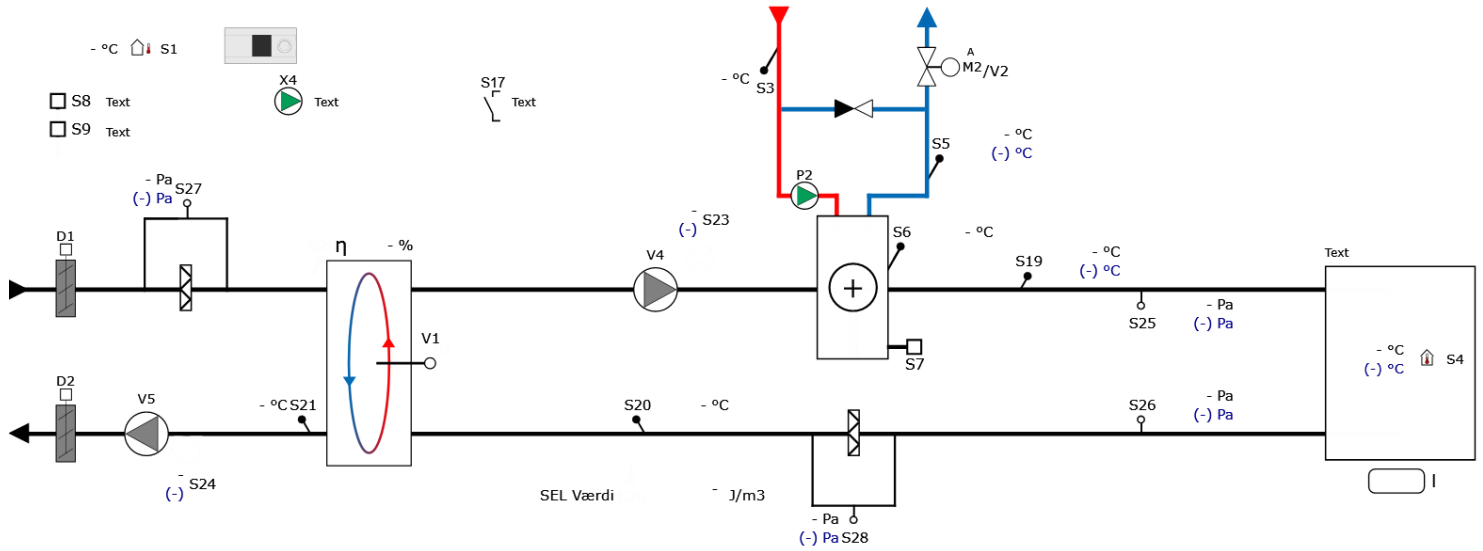 - °C S1
X4
S8 Text
Text
S17
Text
S9 Text
- °C
S3
A
M2/V2
S5
- °C
(-) °C
P2
- Pa
S27
(-) Pa
-
(-) S23
S6
- °C
D1
η - %
V4
S19
- °C
(-) °C
Text
- Pa
S25
(-) Pa
V1
S7
- °C
(-) °C
S4
D2
V5
- °C S21
S20
- °C
S26
- Pa
(-) Pa
-
(-) S24
SEL Værdi - J/m3
I
- Pa
(-) Pa S28